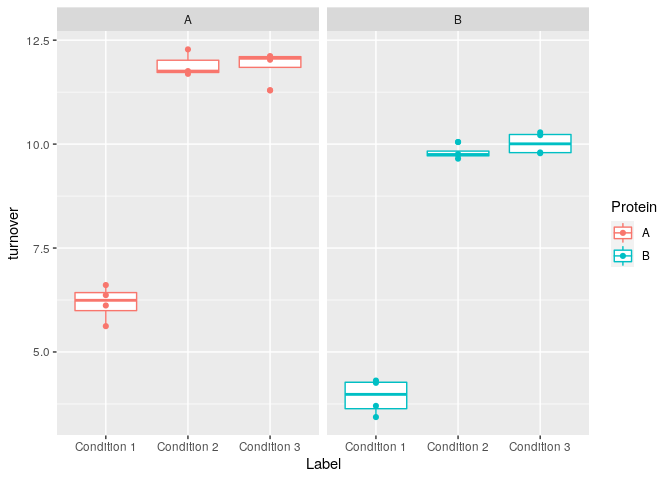 A B
12.5
10.0
7.5
5.0
turnover
Condition 1 Condition 2 Condition 3 Condition 1 Condition 2 Condition 3
Label
Protein
A
B